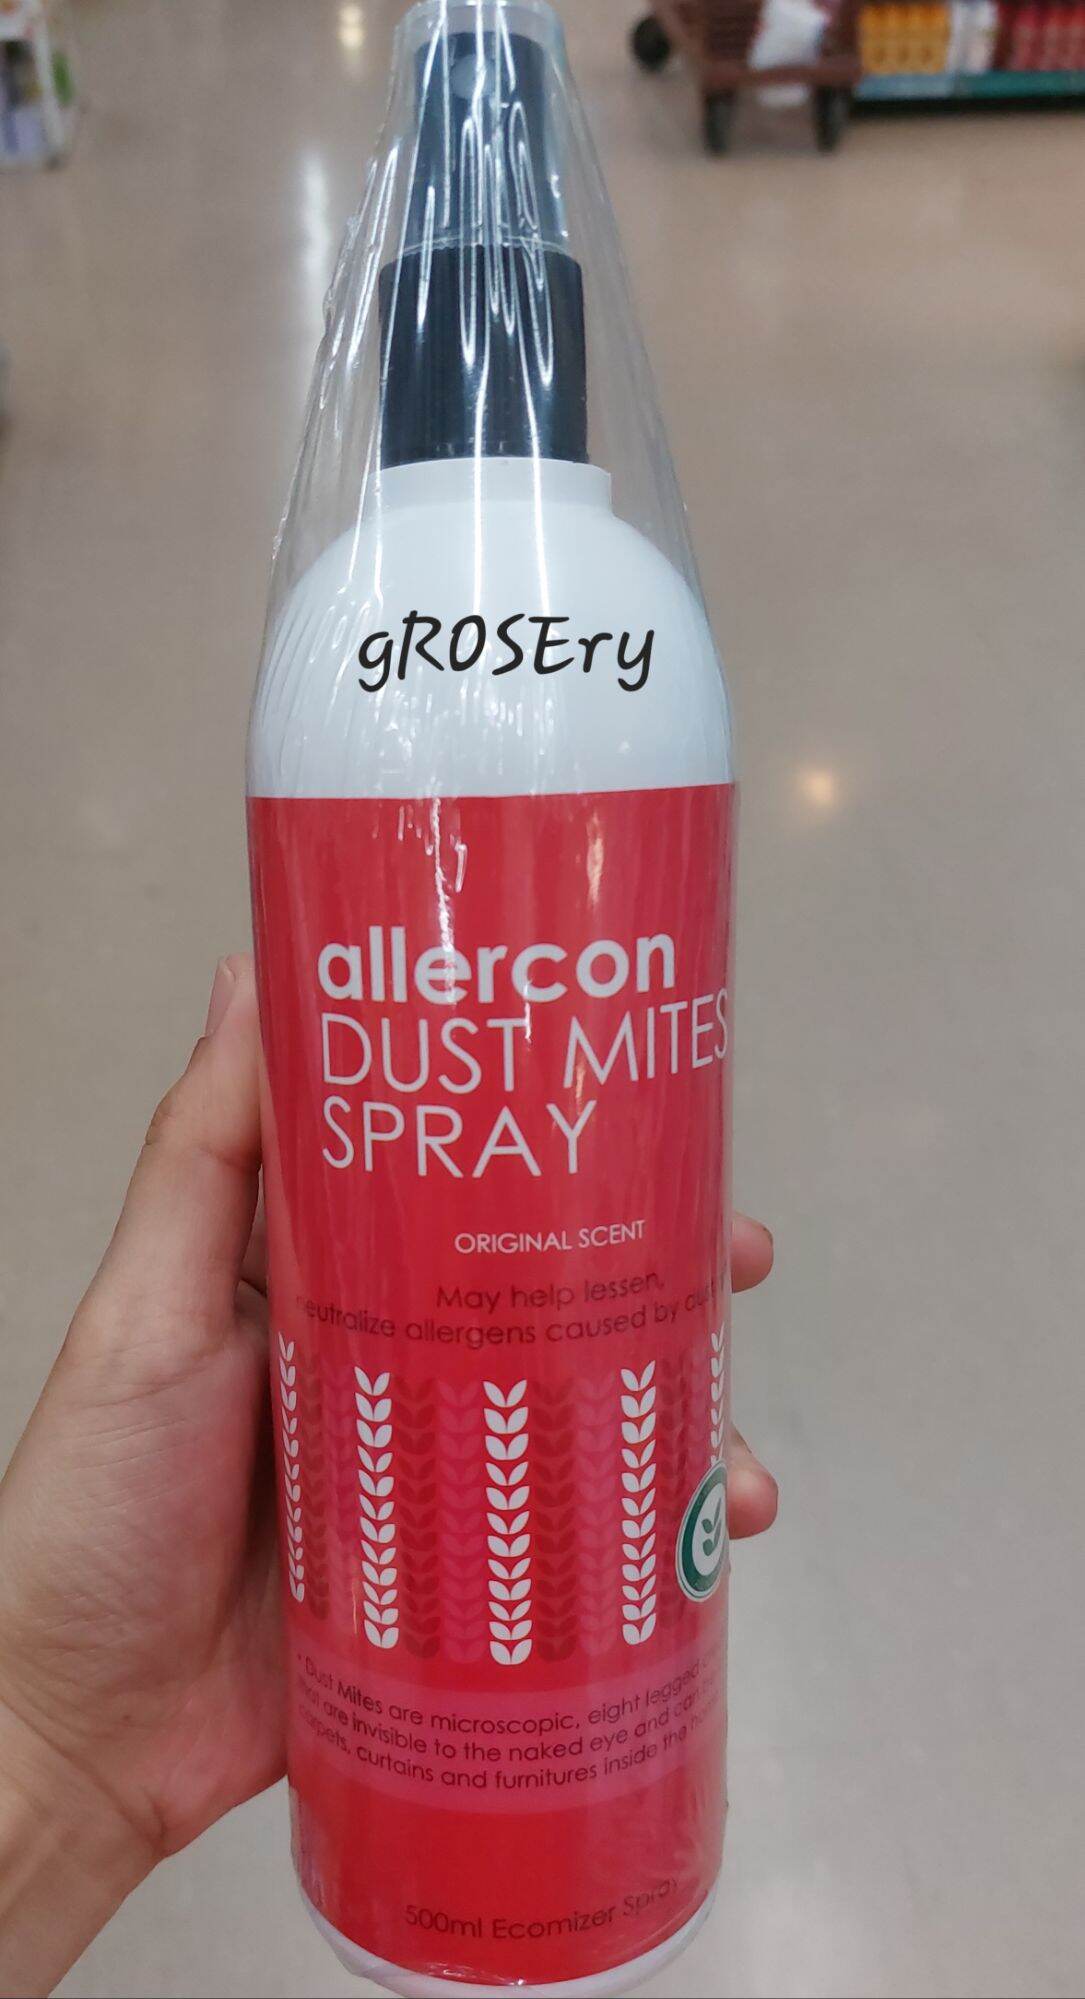 gROSEry
allercon
DUST MITES
SPRAY
ORIGINAL SCENT
May help lessen,
neutralize allergens caused by
• Dust Mites are microscopic, eight legged
that are invisible to the naked eye and can
carpets, curtains and furnitures inside the
500ml Ecomizer Spray